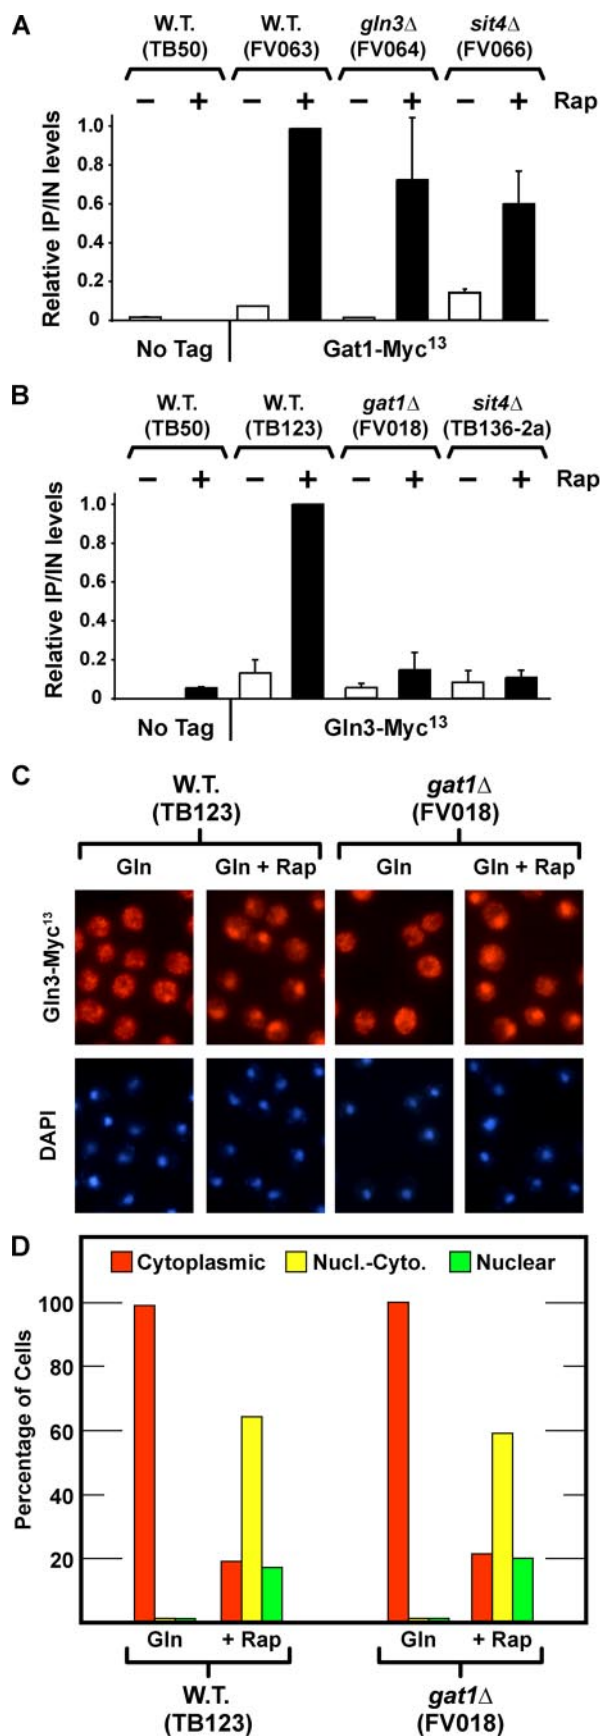 A
W.T. W.T. gln3Δ sit4Δ
(TB50) (FV063) (FV064) (FV066)
− + − + − + − + Rap
Relative IP/IN levels
1.0
0.8
0.6
0.4
0.2
0
No Tag Gat1-Myc¹³
B
W.T. W.T. gat1Δ sit4Δ
(TB50) (TB123) (FV018) (TB136-2a)
− + − + − + − + Rap
Relative IP/IN levels
1.0
0.8
0.6
0.4
0.2
0
No Tag Gln3-Myc¹³
C
W.T. gat1Δ
(TB123) (FV018)
Gln Gln + Rap Gln Gln + Rap
Gln3-Myc¹³
DAPI
D
Cytoplasmic Nucl.-Cyto. Nuclear
Percentage of Cells
100
80
60
40
20
Gln + Rap Gln + Rap
W.T. gat1Δ
(TB123) (FV018)